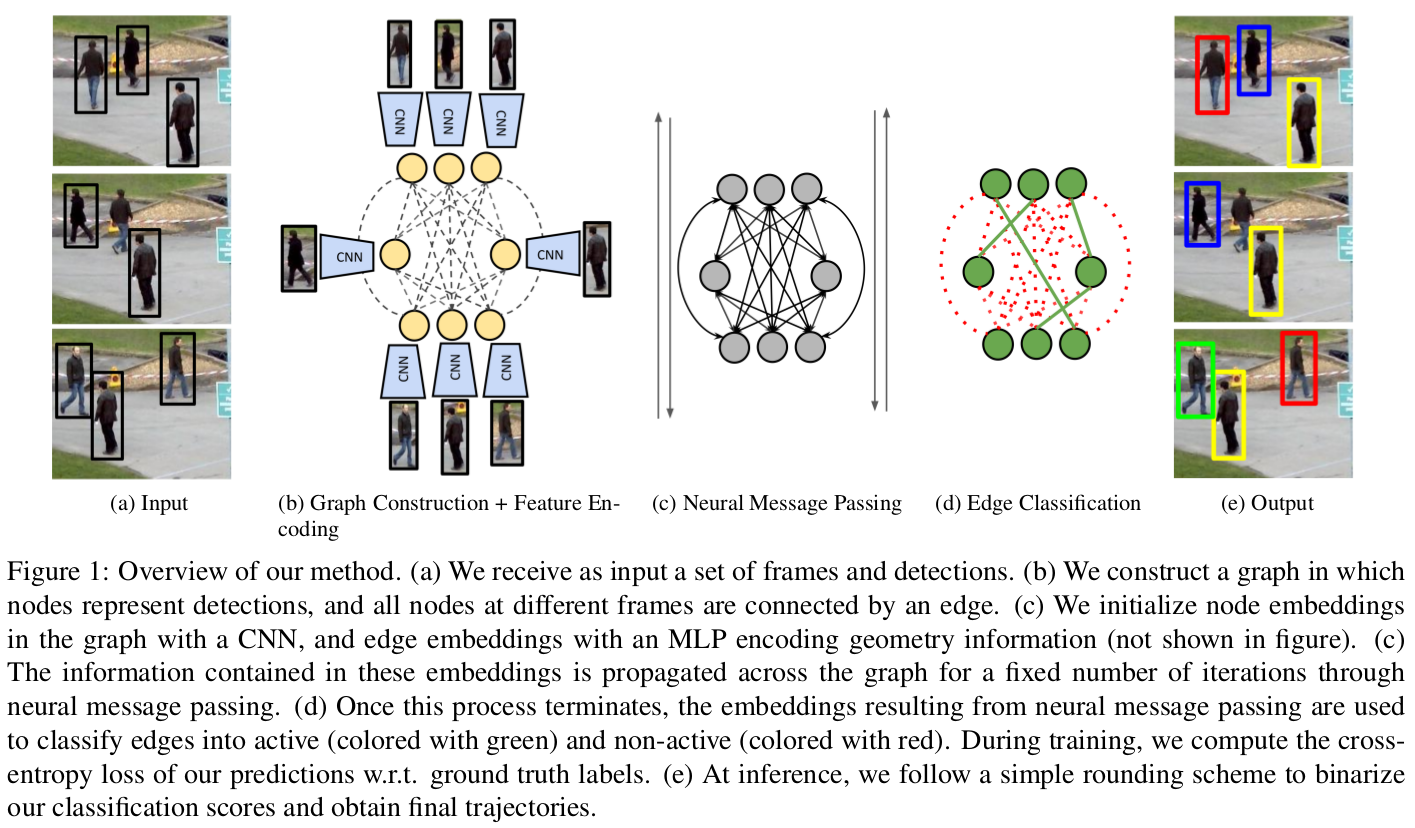 CNN
CNN
CNN
CNN
CNN
CNN
CNN
CNN
(a) Input
(b) Graph Construction + Feature En-
coding
(c) Neural Message Passing
(d) Edge Classification
(e) Output
Figure 1: Overview of our method. (a) We receive as input a set of frames and detections. (b) We construct a graph in which
nodes represent detections, and all nodes at different frames are connected by an edge. (c) We initialize node embeddings
in the graph with a CNN, and edge embeddings with an MLP encoding geometry information (not shown in figure). (c)
The information contained in these embeddings is propagated across the graph for a fixed number of iterations through
neural message passing. (d) Once this process terminates, the embeddings resulting from neural message passing are used
to classify edges into active (colored with green) and non-active (colored with red). During training, we compute the cross-
entropy loss of our predictions w.r.t. ground truth labels. (e) At inference, we follow a simple rounding scheme to binarize
our classification scores and obtain final trajectories.